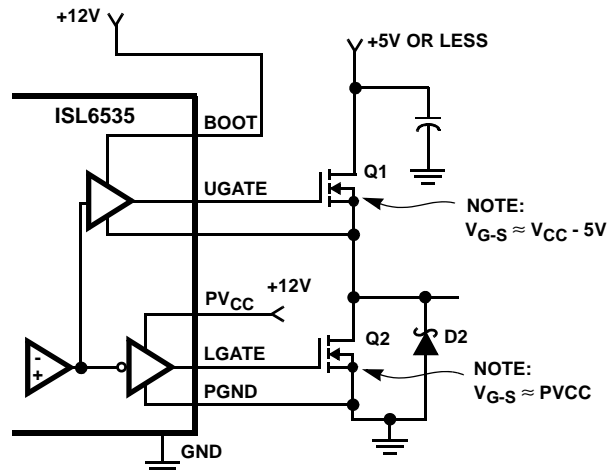 +12V
+5V OR LESS
ISL6535
BOOT
Q1
UGATE
NOTE:
V_G-S ≈ V_CC - 5V
+12V
PV_CC
Q2
D2
LGATE
-
+
NOTE:
V_G-S ≈ PVCC
PGND
GND